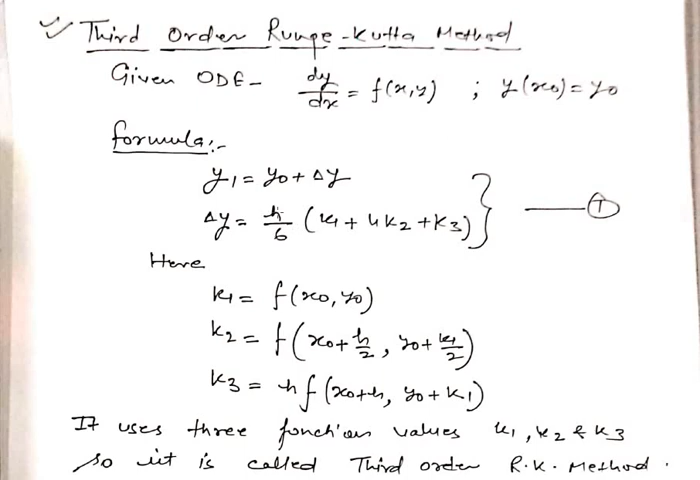 ✓ Third Order Runge-Kutta Method
Given ODE- dy/dx = f(x,y) ; y(x0) = y0
formula:-
y1 = y0 + Δy
Δy = h/6 (k1 + 4k2 + k3) } —— ①
Here
k1 = f(x0, y0)
k2 = f(x0 + h/2, y0 + k1/2)
k3 = h f(x0+h, y0 + k1)
It uses three function values k1, k2 & k3
so it is called Third order R.K. Method.